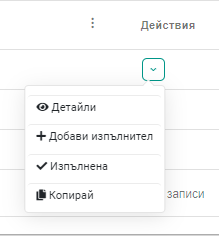 Действия
Детайли
Добави изпълнител
Изпълнена
Копирай
записи